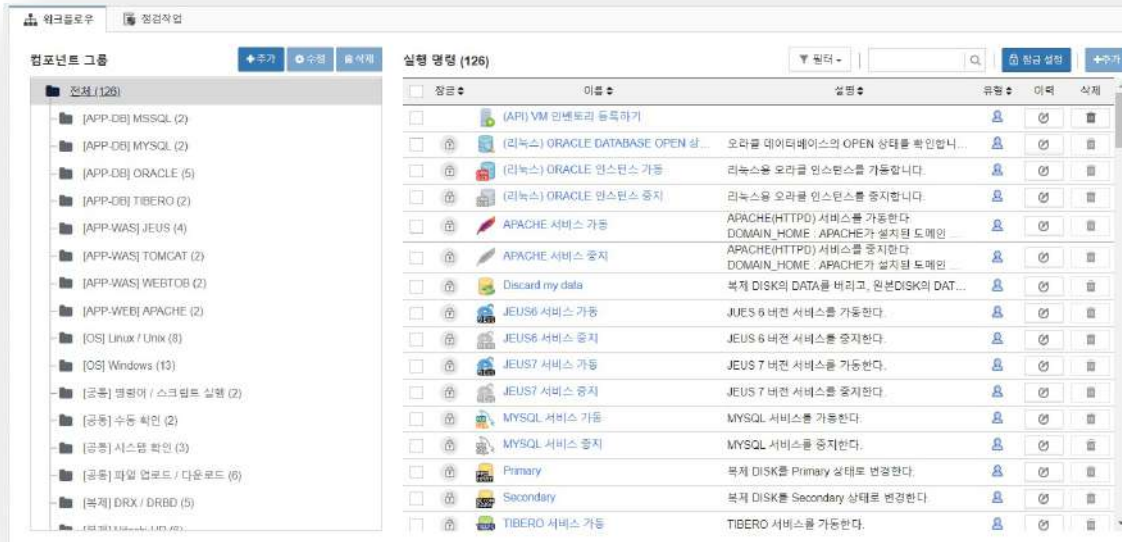 워크플로우
점검작업
컴포넌트 그룹
추가
수정
삭제
전체 (126)
[APP-DB] MSSQL (2)
[APP-DB] MYSQL (2)
[APP-DB] ORACLE (5)
[APP-DB] TIBERO (2)
[APP-WAS] JEUS (4)
[APP-WAS] TOMCAT (2)
[APP-WAS] WEBTOB (2)
[APP-WEB] APACHE (2)
[OS] Linux / Unix (8)
[OS] Windows (13)
[공통] 명령어 / 스크립트 실행 (2)
[공통] 수동 확인 (2)
[공통] 시스템 확인 (3)
[공통] 파일 업로드 / 다운로드 (6)
[복제] DRX / DRBD (5)
실행 명령 (126)
필터
잠금 설정
추가
잠금 이름 설명 유형 이력 삭제
(API) VM 인벤토리 등록하기
(리눅스) ORACLE DATABASE OPEN 상... 오라클 데이터베이스의 OPEN 상태를 확인합니...
(리눅스) ORACLE 인스턴스 가동 리눅스용 오라클 인스턴스를 가동합니다.
(리눅스) ORACLE 인스턴스 중지 리눅스용 오라클 인스턴스를 중지합니다.
APACHE 서비스 가동 APACHE(HTTPD) 서비스를 가동한다
DOMAIN_HOME : APACHE가 설치된 도메인 ...
APACHE 서비스 중지 APACHE(HTTPD) 서비스를 중지한다.
DOMAIN_HOME : APACHE가 설치된 도메인 ...
Discard my data 복제 DISK의 DATA를 버리고, 원본DISK의 DAT...
JEUS6 서비스 가동 JUES 6 버전 서비스를 가동한다.
JEUS6 서비스 중지 JEUS 6 버전 서비스를 중지한다.
JEUS7 서비스 가동 JEUS 7 버전 서비스를 가동한다.
JEUS7 서비스 중지 JEUS 7 버전 서비스를 중지한다.
MYSQL 서비스 가동 MYSQL 서비스를 가동한다.
MYSQL 서비스 중지 MYSQL 서비스를 중지한다.
Primary 복제 DISK를 Primary 상태로 변경한다.
Secondary 복제 DISK를 Secondary 상태로 변경한다
TIBERO 서비스 가동 TIBERO 서비스를 가동한다.